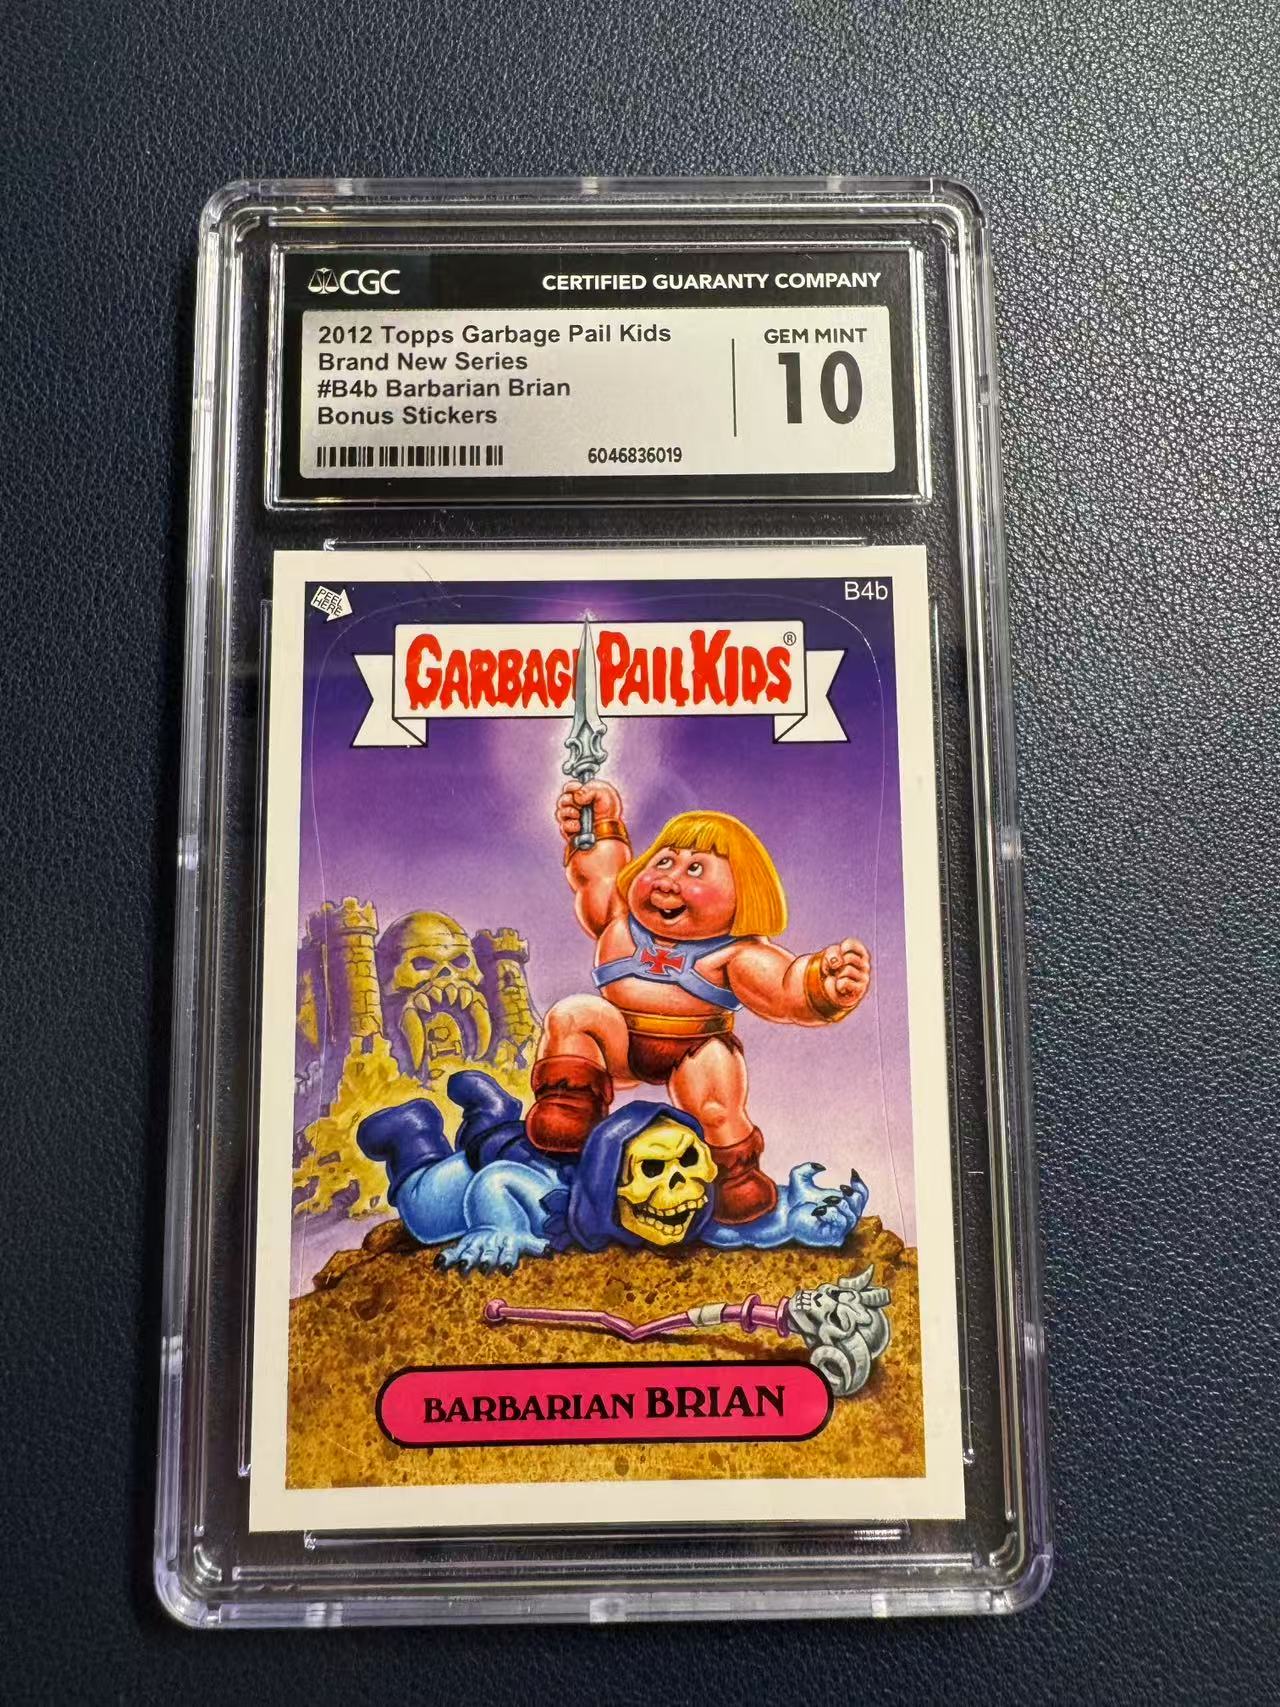 CGC
CERTIFIED GUARANTY COMPANY
2012 Topps Garbage Pail Kids
Brand New Series
#B4b Barbarian Brian
Bonus Stickers
GEM MINT
10
6046836019
PEEL
HERE
B4b
GARBAGE PAIL KIDS®
BARBARIAN BRIAN